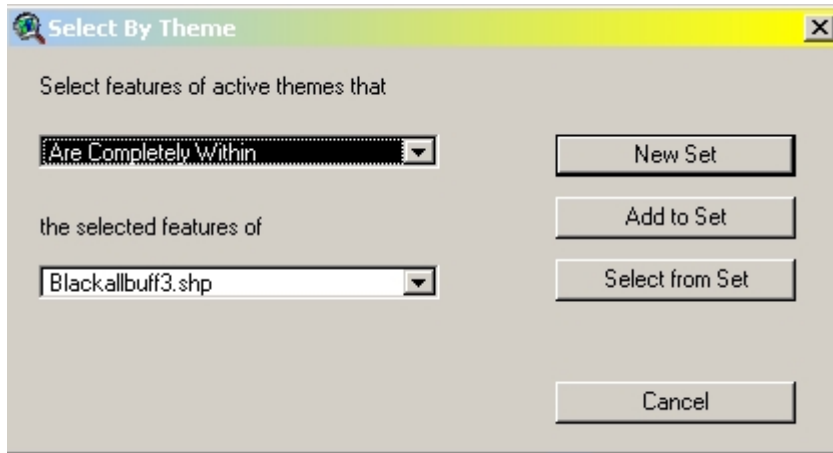 Select By Theme
Select features of active themes that
Are Completely Within
New Set
Add to Set
the selected features of
Blackallbuff3.shp
Select from Set
Cancel